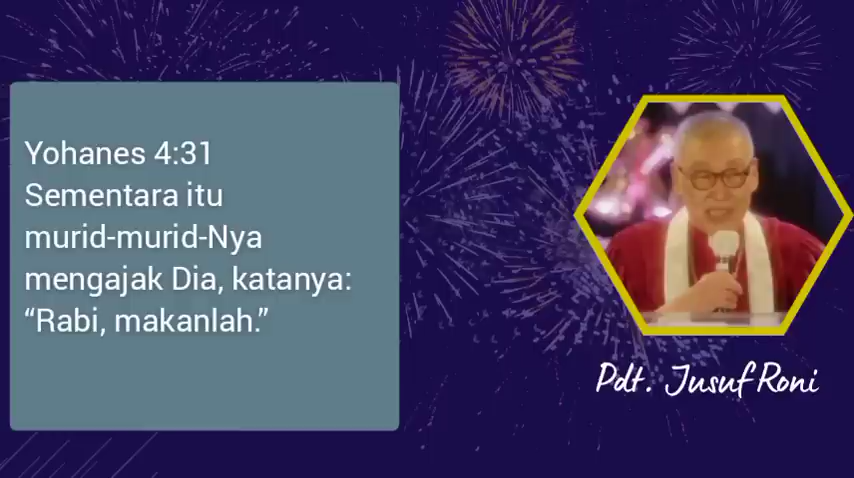 Yohanes 4:31
Sementara itu
murid-murid-Nya
mengajak Dia, katanya:
“Rabi, makanlah.”
Pdt. Jusuf Roni